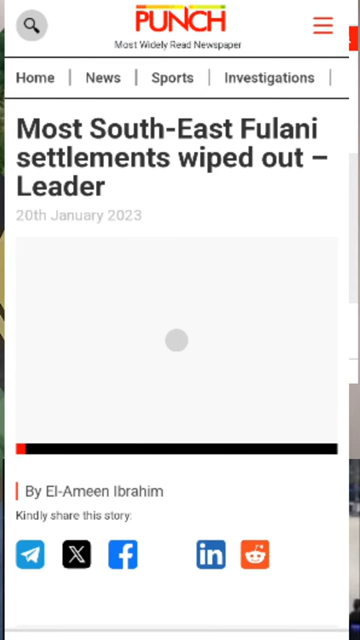 PUNCH
Most Widely Read Newspaper
Home | News | Sports | Investigations |
Most South-East Fulani
settlements wiped out –
Leader
20th January 2023
By El-Ameen Ibrahim
Kindly share this story: